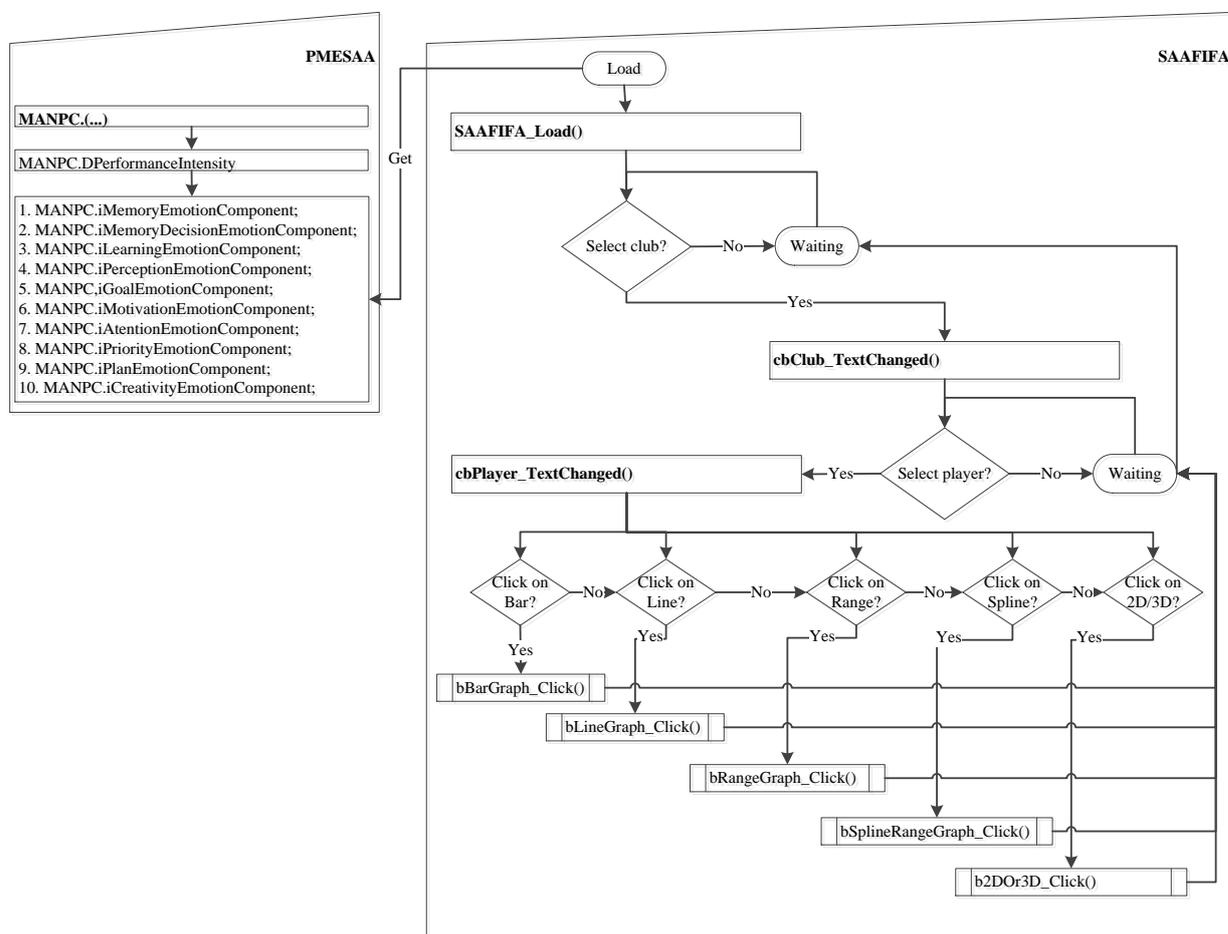 PMESAA
MANPC.(...)
MANPC.DPerformanceIntensity
1. MANPC.iMemoryEmotionComponent;
2. MANPC.iMemoryDecisionEmotionComponent;
3. MANPC.iLearningEmotionComponent;
4. MANPC.iPerceptionEmotionComponent;
5. MANPC,iGoalEmotionComponent;
6. MANPC.iMotivationEmotionComponent;
7. MANPC.iAtentionEmotionComponent;
8. MANPC.iPriorityEmotionComponent;
9. MANPC.iPlanEmotionComponent;
10. MANPC.iCreativityEmotionComponent;
Get
SAAFIFA
Load
SAAFIFA_Load()
Select club?
No
Waiting
Yes
cbClub_TextChanged()
Select player?
No
Waiting
Yes
cbPlayer_TextChanged()
Click on
Bar?
No
Click on
Line?
No
Click on
Range?
No
Click on
Spline?
No
Click on
2D/3D?
Yes
Yes
Yes
Yes
Yes
bBarGraph_Click()
bLineGraph_Click()
bRangeGraph_Click()
bSplineRangeGraph_Click()
b2DOr3D_Click()